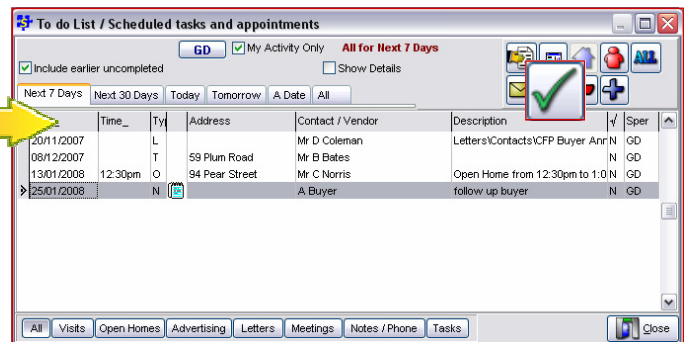 To do List / Scheduled tasks and appointments
GD My Activity Only All for Next 7 Days
Include earlier uncompleted Show Details
ALL
Next 7 Days Next 30 Days Today Tomorrow A Date All
Time_ Ty Address Contact / Vendor Description √ Sper
20/11/2007 L Mr D Coleman Letters\Contacts\CFP Buyer Anr N GD
08/12/2007 T 59 Plum Road Mr B Bates N GD
13/01/2008 12:30pm O 94 Pear Street Mr C Norris Open Home from 12:30pm to 1:0 N GD
25/01/2008 N A Buyer follow up buyer N GD
All Visits Open Homes Advertising Letters Meetings Notes / Phone Tasks Close